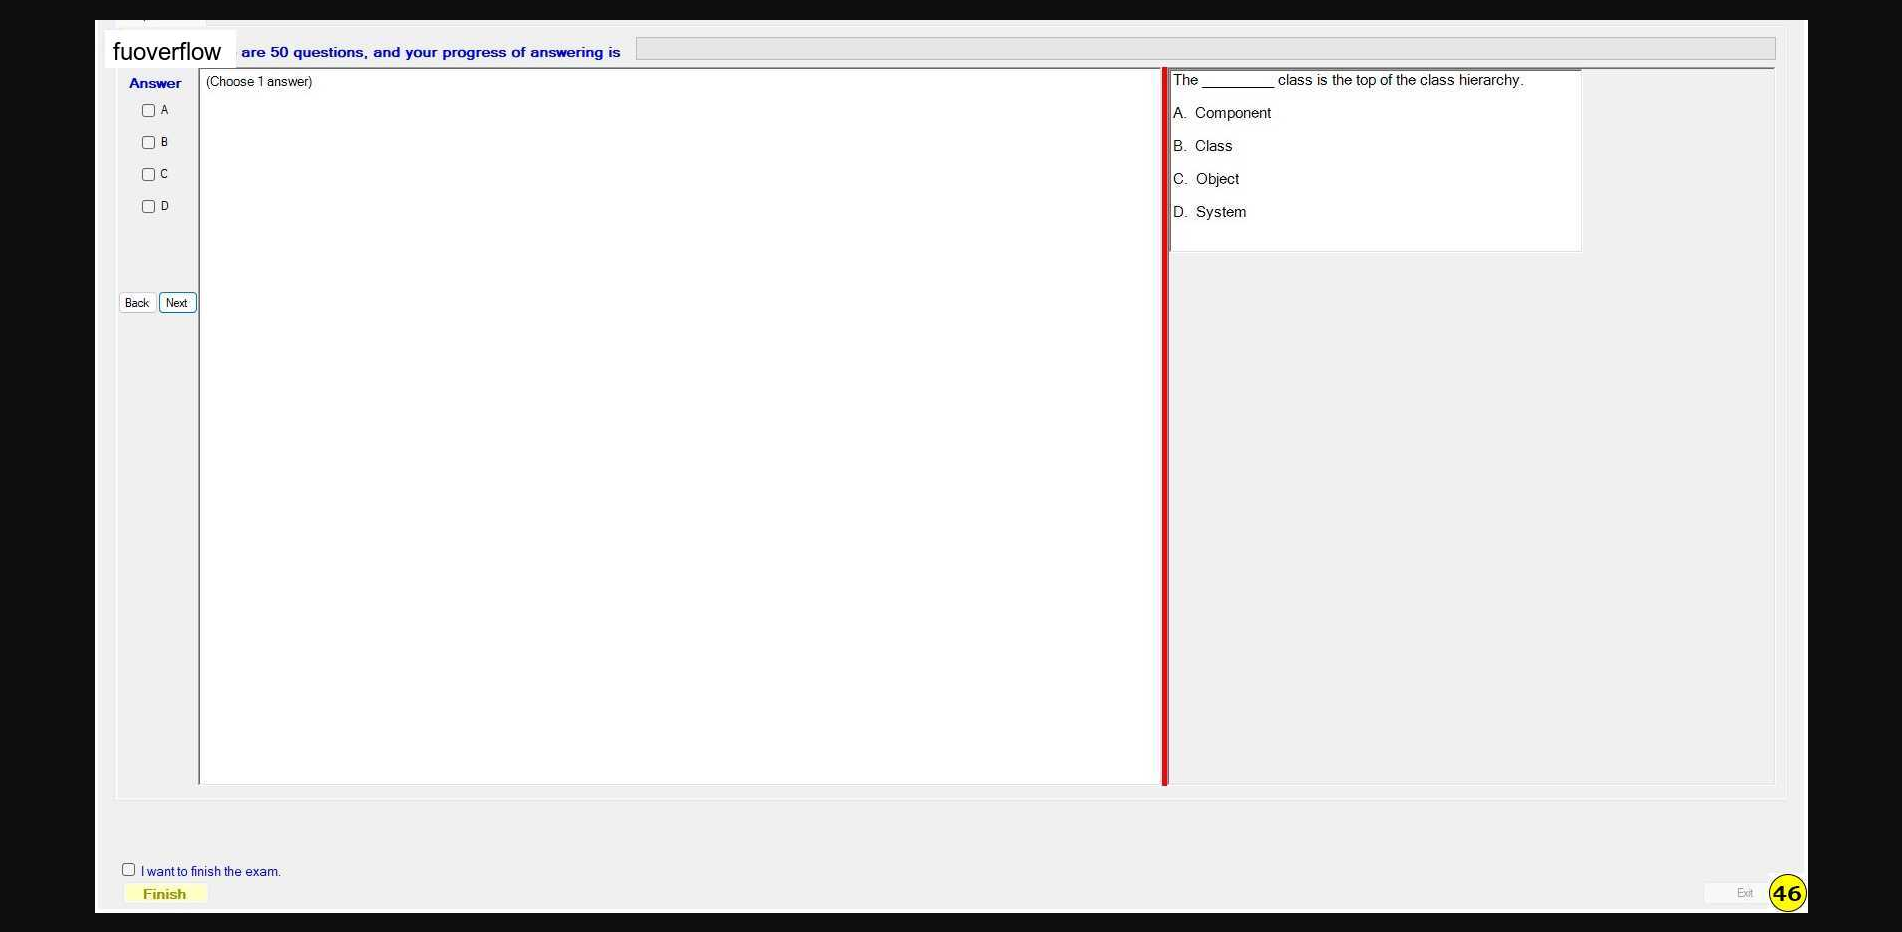 fuoverflow are 50 questions, and your progress of answering is
Answer
(Choose 1 answer)
A
B
C
D
Back Next
The _________ class is the top of the class hierarchy.
A. Component
B. Class
C. Object
D. System
I want to finish the exam.
Finish
Exit
46